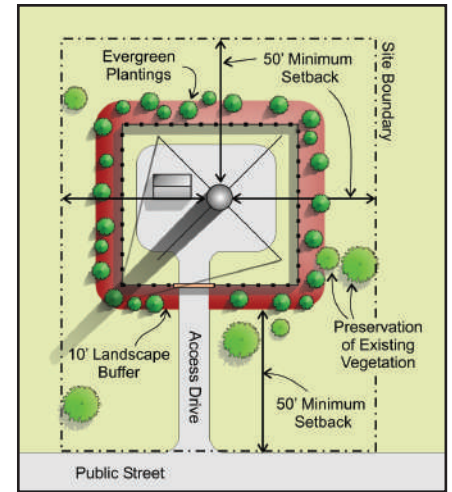 Evergreen
Plantings
50' Minimum
Setback
Site Boundary
Preservation
of Existing
Vegetation
10' Landscape
Buffer
Access Drive
50' Minimum
Setback
Public Street